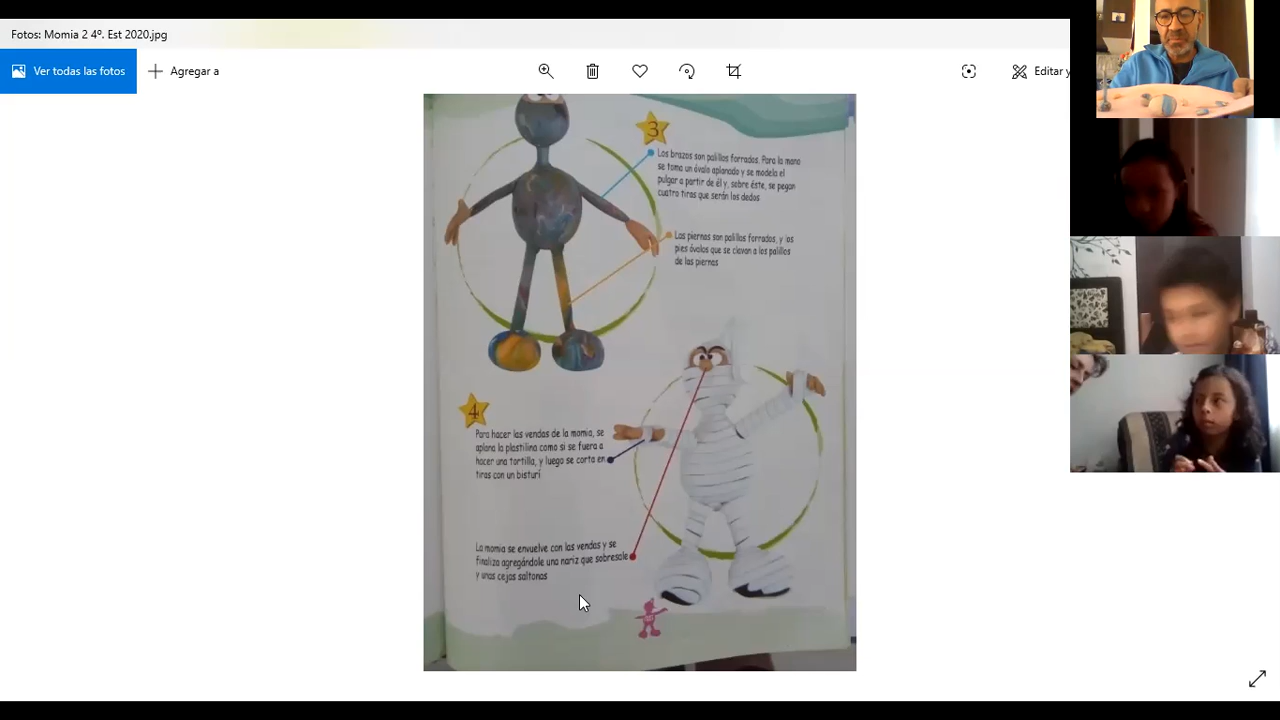 Fotos: Momia 2 4º. Est 2020.jpg
Ver todas las fotos
Agregar a
Editar y
3
Los brazos son palillos forrados. Para la mano
se toma un óvalo aplanado y se modela el
pulgar a partir de él y, sobre éste, se pegan
cuatro tiras que serán los dedos
Las piernas son palillos forrados, y los
pies óvalos que se clavan a los palillos
de las piernas
4
Para hacer las vendas de la momia, se
aplana la plastilina como si se fuera a
hacer una tortilla, y luego se corta en
tiras con un bisturí
La momia se envuelve con las vendas y se
finaliza agregándole una nariz que sobresale
y unas cejas saltonas